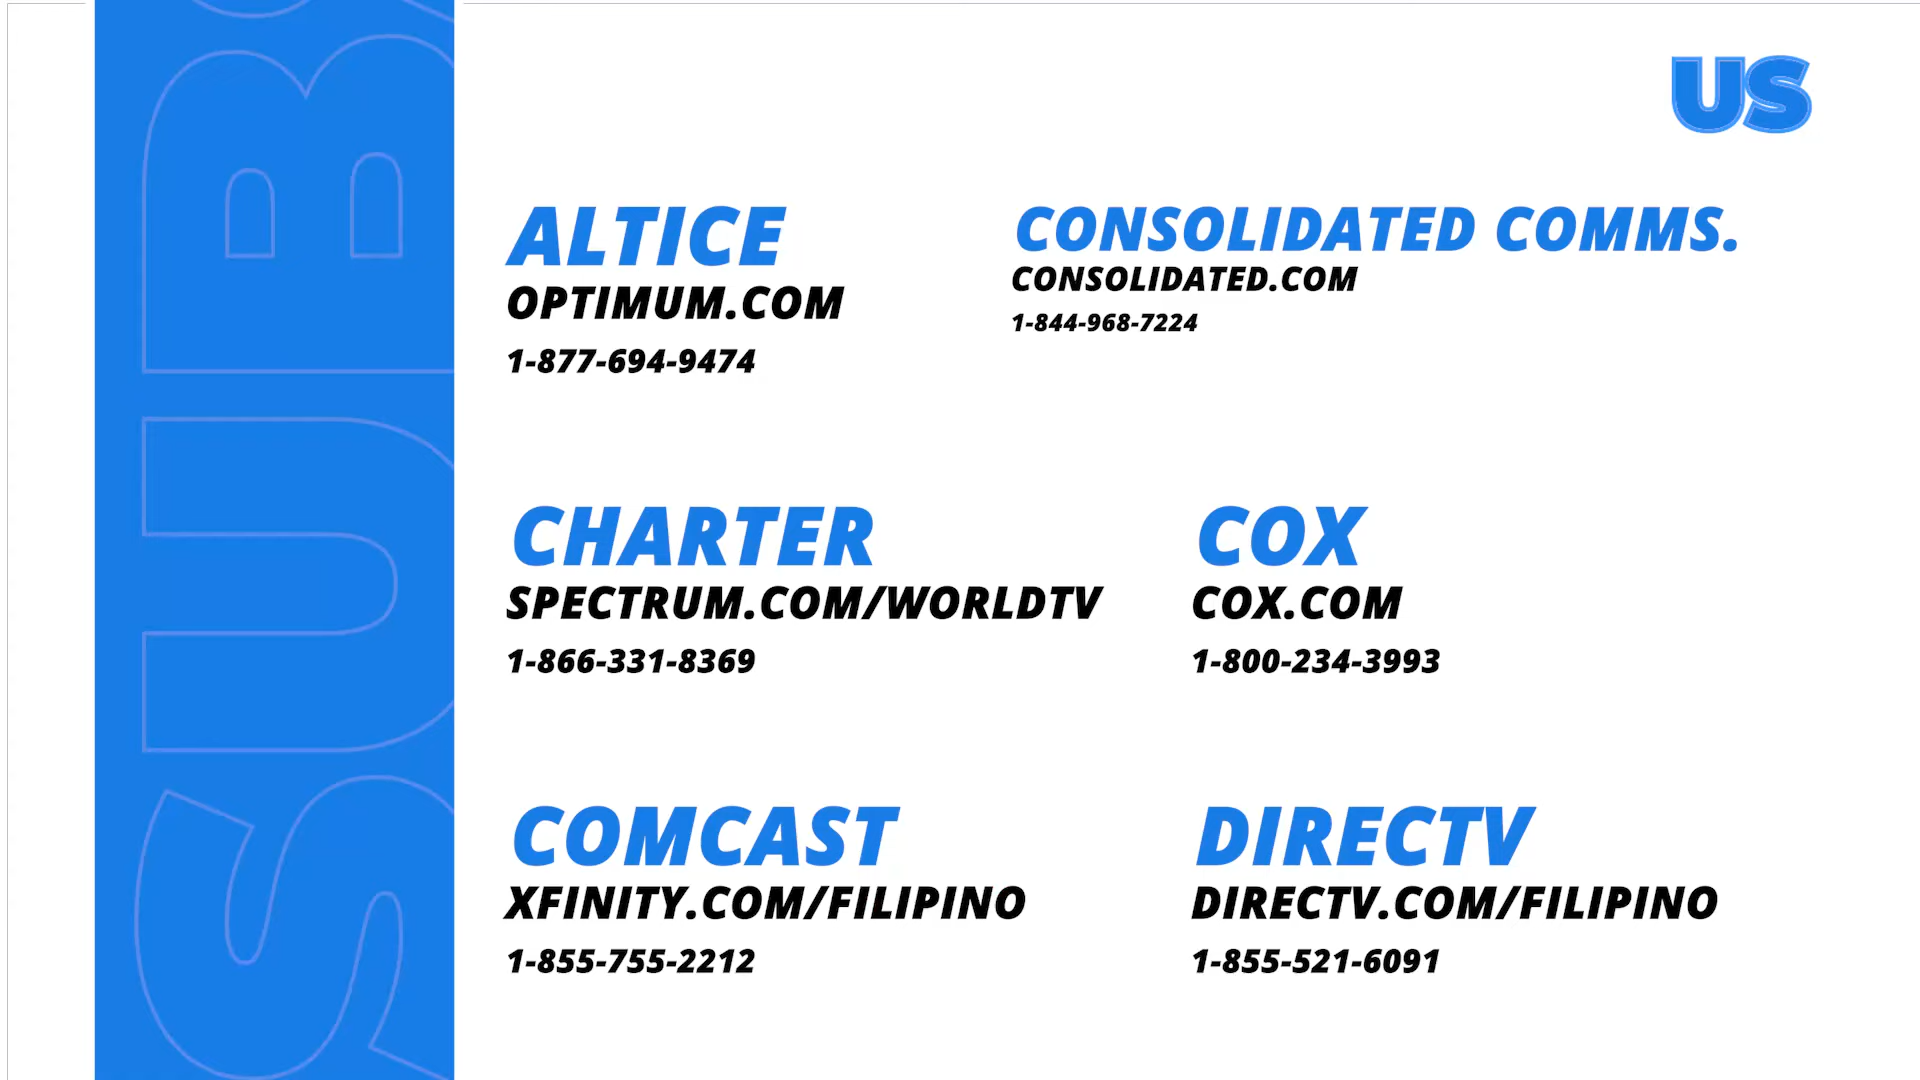 SUB
US
ALTICE
OPTIMUM.COM
1-877-694-9474
CONSOLIDATED COMMS.
CONSOLIDATED.COM
1-844-968-7224
CHARTER
SPECTRUM.COM/WORLDTV
1-866-331-8369
COX
COX.COM
1-800-234-3993
COMCAST
XFINITY.COM/FILIPINO
1-855-755-2212
DIRECTV
DIRECTV.COM/FILIPINO
1-855-521-6091